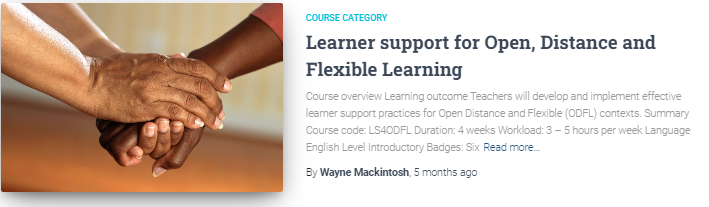 COURSE CATEGORY
Learner support for Open, Distance and
Flexible Learning
Course overview Learning outcome Teachers will develop and implement effective
learner support practices for Open Distance and Flexible (ODFL) contexts. Summary
Course code: LS4ODFL Duration: 4 weeks Workload: 3 – 5 hours per week Language
English Level Introductory Badges: Six Read more...
By Wayne Mackintosh, 5 months ago